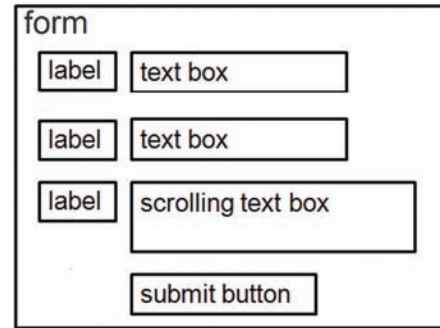 form
label text box
label text box
label scrolling text box
submit button